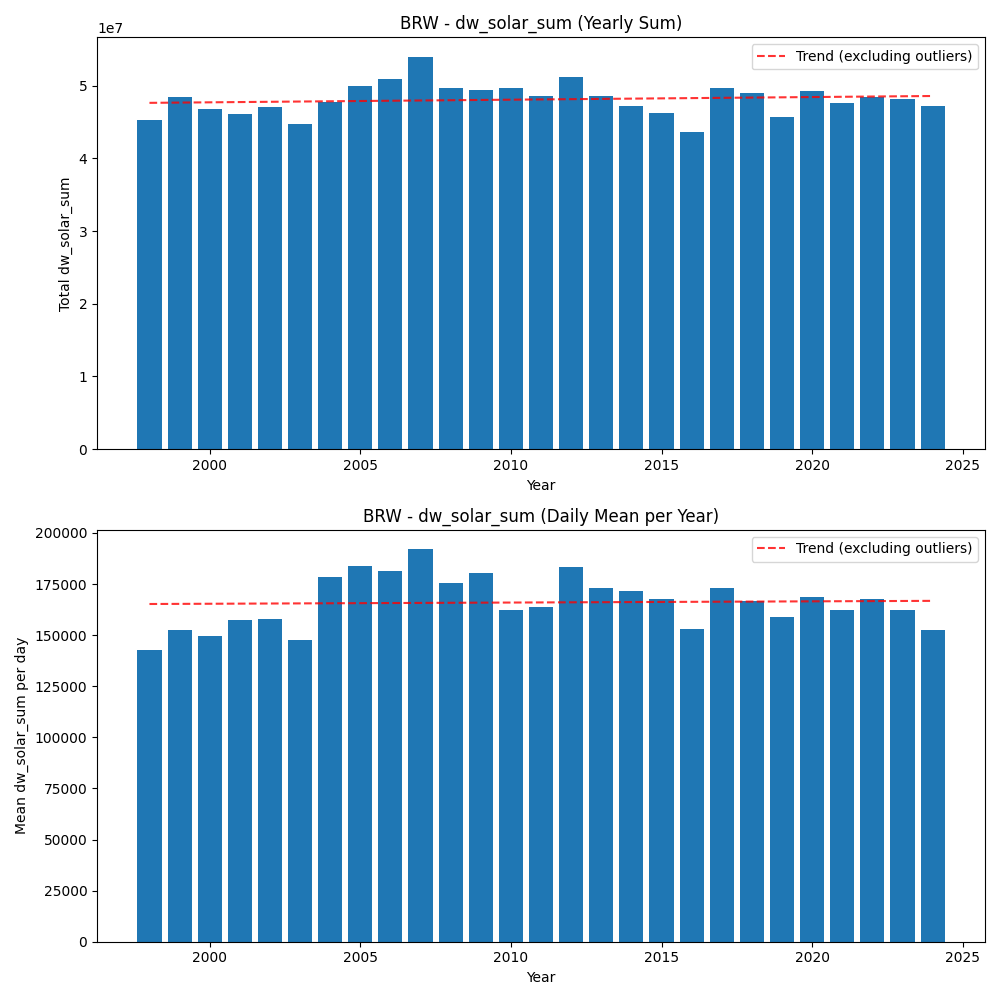 BRW - dw_solar_sum (Yearly Sum)
1e7
Trend (excluding outliers)
5
4
3
2
1
0
Total dw_solar_sum
2000 2005 2010 2015 2020 2025
Year
BRW - dw_solar_sum (Daily Mean per Year)
Trend (excluding outliers)
200000
175000
150000
125000
100000
75000
50000
25000
0
Mean dw_solar_sum per day
2000 2005 2010 2015 2020 2025
Year